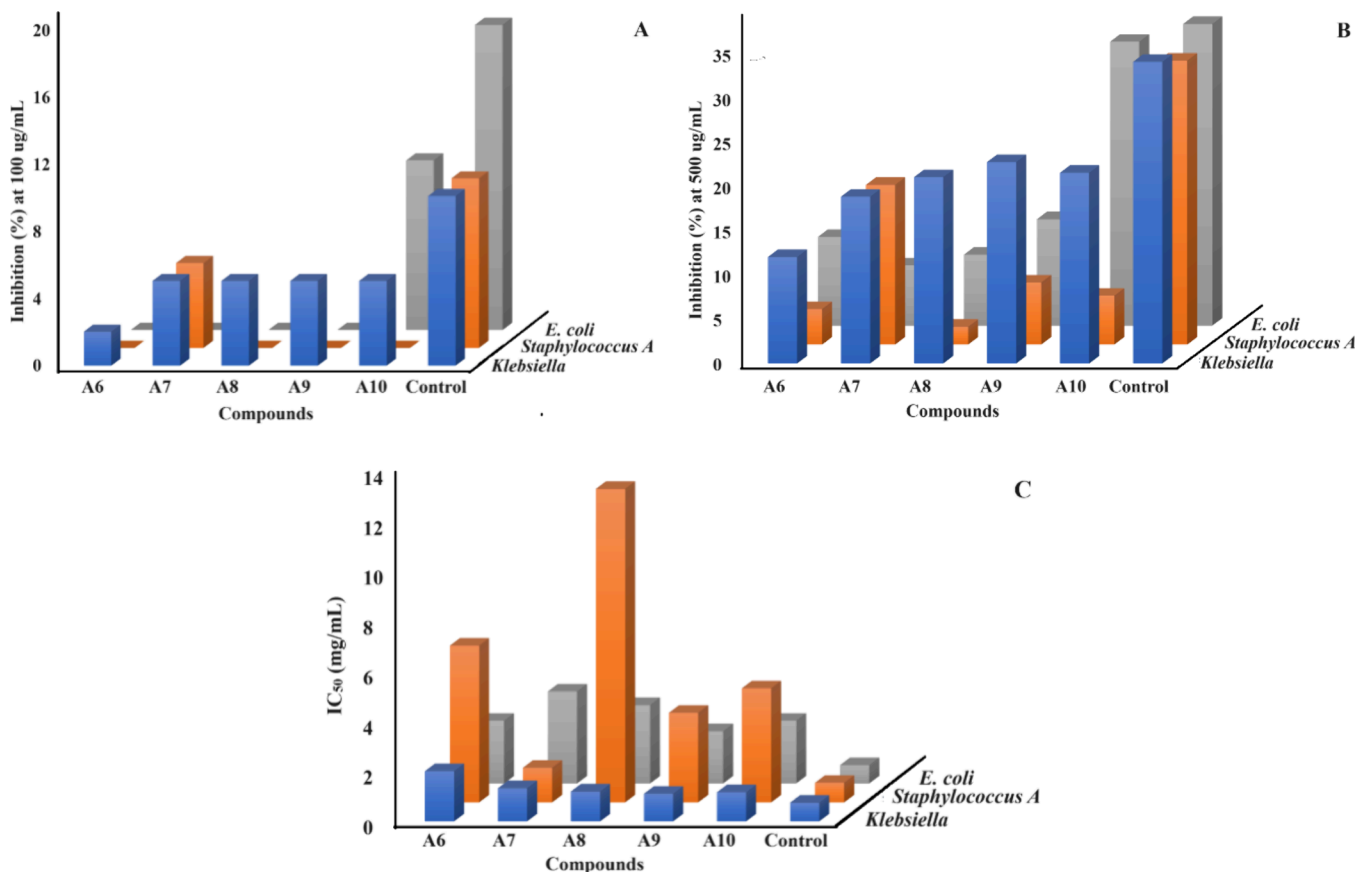 A
Inhibition (%) at 100 ug/mL
20
16
12
8
4
0
A6 A7 A8 A9 A10 Control
Compounds
E. coli
Staphylococcus A
Klebsiella
B
Inhibition (%) at 500 ug/mL
35
30
25
20
15
10
5
0
A6 A7 A8 A9 A10 Control
Compounds
E. coli
Staphylococcus A
Klebsiella
C
IC₅₀ (mg/mL)
14
12
10
8
6
4
2
0
A6 A7 A8 A9 A10 Control
Compounds
E. coli
Staphylococcus A
Klebsiella